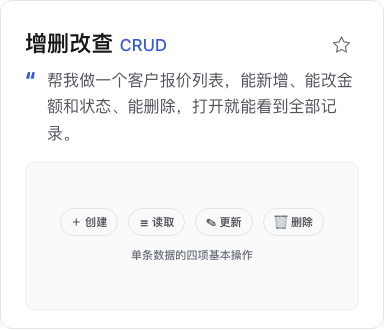 增删改查 CRUD
“ 帮我做一个客户报价列表，能新增、能改金
额和状态、能删除，打开就能看到全部记
录。
+ 创建 ≡ 读取 ✎ 更新 🗑 删除
单条数据的四项基本操作